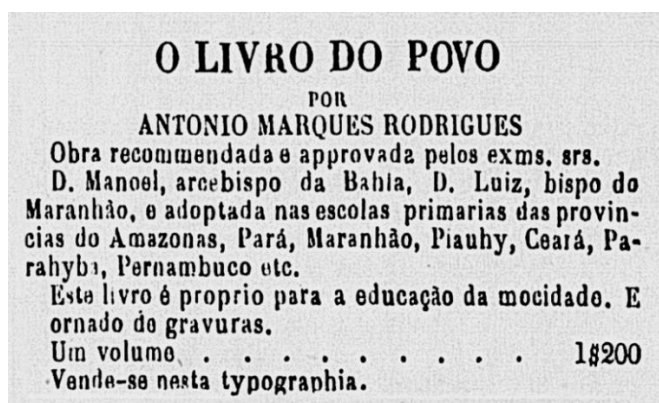 O LIVRO DO POVO
POR
ANTONIO MARQUES RODRIGUES
Obra recommendada e approvada pelos exms. srs.
D. Manoel, arcebispo da Bahia, D. Luiz, bispo do
Maranhão, e adoptada nas escolas primarias das provin-
cias do Amazonas, Pará, Maranhão, Piauhy, Ceará, Pa-
rahyba, Pernambuco etc.
Este livro é proprio para a educação da mocidade. E
ornado de gravuras.
Um volume. . . . . . . . . . 1$200
Vende-se nesta typographia.